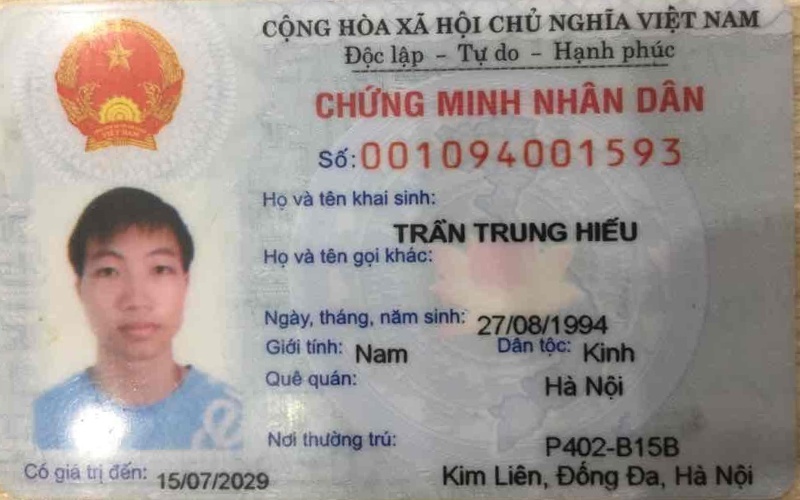 CỘNG HÒA XÃ HỘI CHỦ NGHĨA VIỆT NAM
Độc lập - Tự do - Hạnh phúc
CHỨNG MINH NHÂN DÂN
Số: 001094001593
Họ và tên khai sinh:
TRẦN TRUNG HIẾU
Họ và tên gọi khác:
Ngày, tháng, năm sinh: 27/08/1994
Giới tính: Nam Dân tộc: Kinh
Quê quán:
Hà Nội
Nơi thường trú: P402-B15B
Kim Liên, Đống Đa, Hà Nội
Có giá trị đến: 15/07/2029